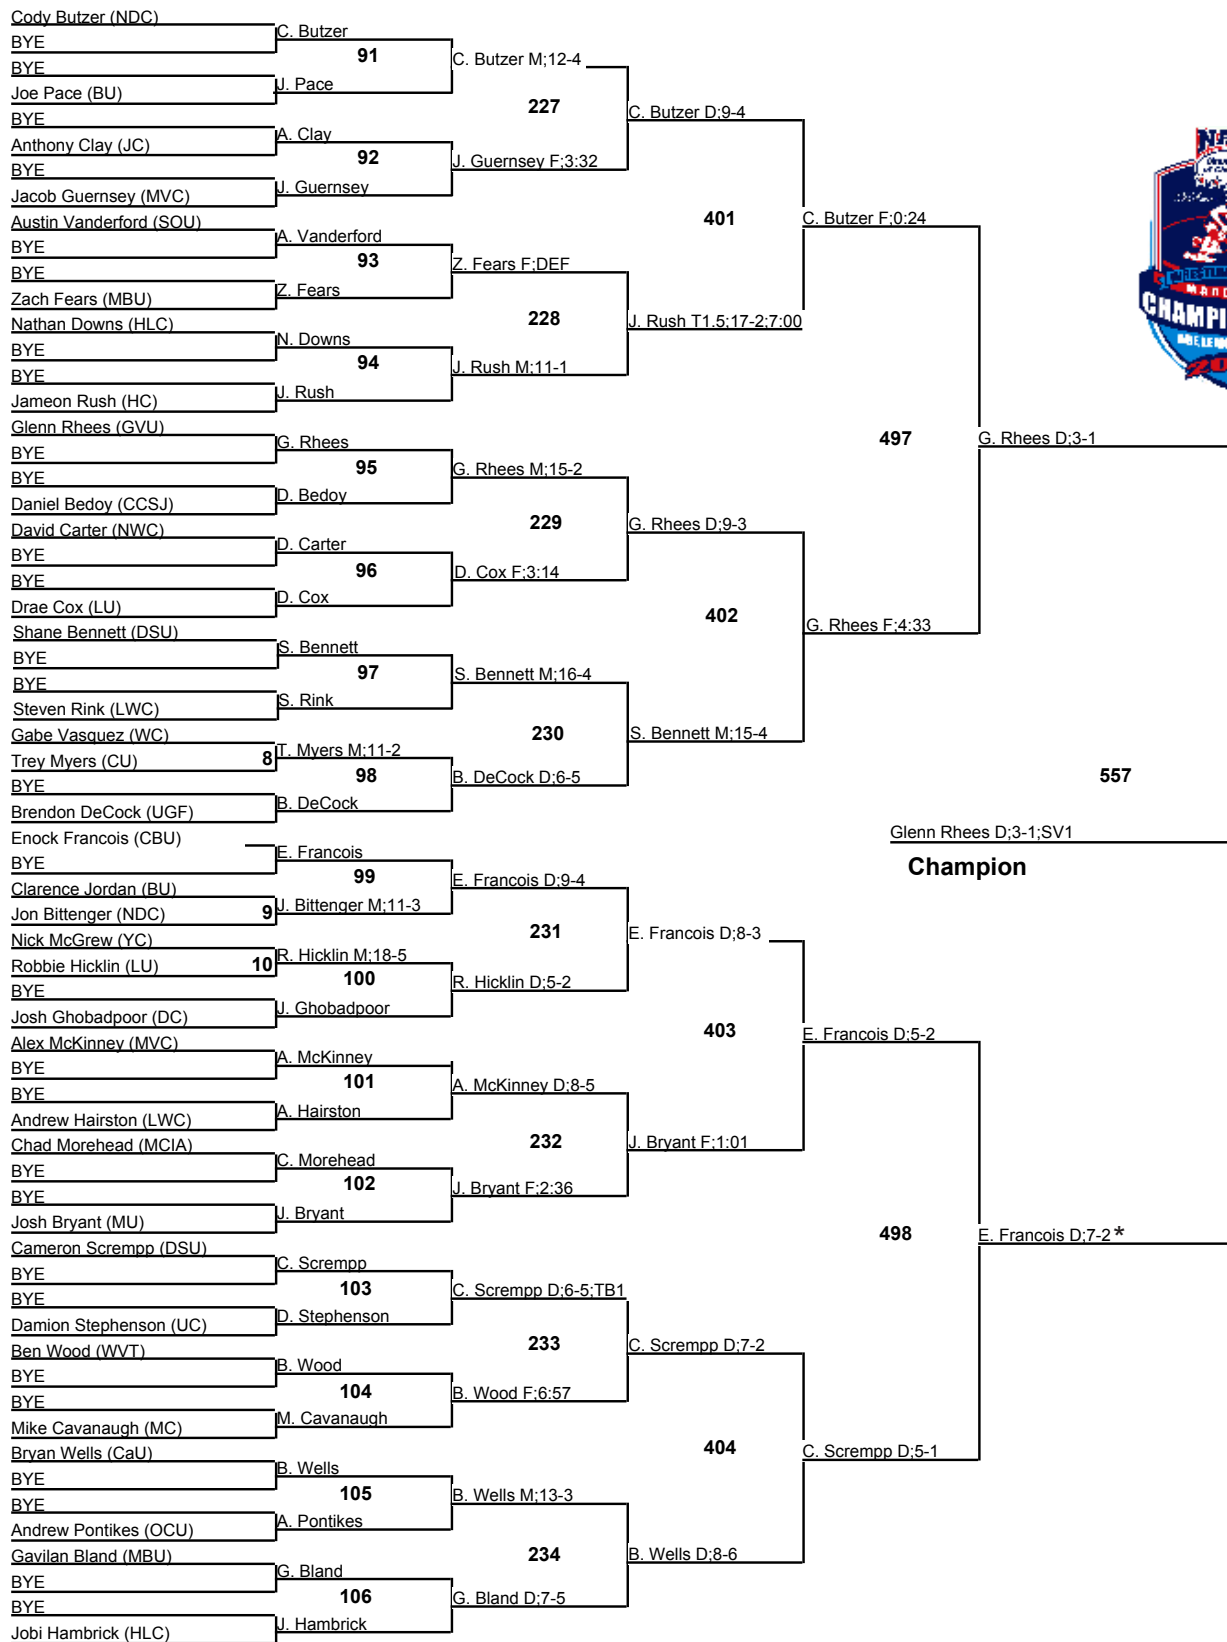 Cody Butzer (NDC)
BYE
BYE
Joe Pace (BU)
BYE
Anthony Clay (JC)
BYE
Jacob Guernsey (MVC)
Austin Vanderford (SOU)
BYE
BYE
Zach Fears (MBU)
Nathan Downs (HLC)
BYE
BYE
Jameon Rush (HC)
Glenn Rhees (GVU)
BYE
BYE
Daniel Bedoy (CCSJ)
David Carter (NWC)
BYE
BYE
Drae Cox (LU)
Shane Bennett (DSU)
BYE
BYE
Steven Rink (LWC)
Gabe Vasquez (WC)
Trey Myers (CU)
8
BYE
Brendon DeCock (UGF)
Enock Francois (CBU)
BYE
Clarence Jordan (BU)
Jon Bittenger (NDC)
9
Nick McGrew (YC)
Robbie Hicklin (LU)
10
BYE
Josh Ghobadpoor (DC)
Alex McKinney (MVC)
BYE
BYE
Andrew Hairston (LWC)
Chad Morehead (MCIA)
BYE
BYE
Josh Bryant (MU)
Cameron Scrempp (DSU)
BYE
BYE
Damion Stephenson (UC)
Ben Wood (WVT)
BYE
BYE
Mike Cavanaugh (MC)
Bryan Wells (CaU)
BYE
BYE
Andrew Pontikes (OCU)
Gavilan Bland (MBU)
BYE
BYE
Jobi Hambrick (HLC)
C. Butzer
91
J. Pace
A. Clay
92
J. Guernsey
A. Vanderford
93
Z. Fears
N. Downs
94
J. Rush
G. Rhees
95
D. Bedoy
D. Carter
96
D. Cox
S. Bennett
97
S. Rink
T. Myers M;11-2
98
B. DeCock
E. Francois
99
J. Bittenger M;11-3
R. Hicklin M;18-5
100
J. Ghobadpoor
A. McKinney
101
A. Hairston
C. Morehead
102
J. Bryant
C. Scrempp
103
D. Stephenson
B. Wood
104
M. Cavanaugh
B. Wells
105
A. Pontikes
G. Bland
106
J. Hambrick
C. Butzer M;12-4
227
J. Guernsey F;3:32
Z. Fears F;DEF
228
J. Rush M;11-1
G. Rhees M;15-2
229
D. Cox F;3:14
S. Bennett M;16-4
230
B. DeCock D;6-5
E. Francois D;9-4
231
R. Hicklin D;5-2
A. McKinney D;8-5
232
J. Bryant F;2:36
C. Scrempp D;6-5;TB1
233
B. Wood F;6:57
B. Wells M;13-3
234
G. Bland D;7-5
C. Butzer D;9-4
401
J. Rush T1.5;17-2;7:00
G. Rhees D;9-3
402
S. Bennett M;15-4
E. Francois D;8-3
403
J. Bryant F;1:01
C. Scrempp D;7-2
404
B. Wells D;8-6
C. Butzer F;0:24
497
G. Rhees F;4:33
E. Francois D;5-2
498
C. Scrempp D;5-1
G. Rhees D;3-1
557
E. Francois D;7-2*
Glenn Rhees D;3-1;SV1
Champion